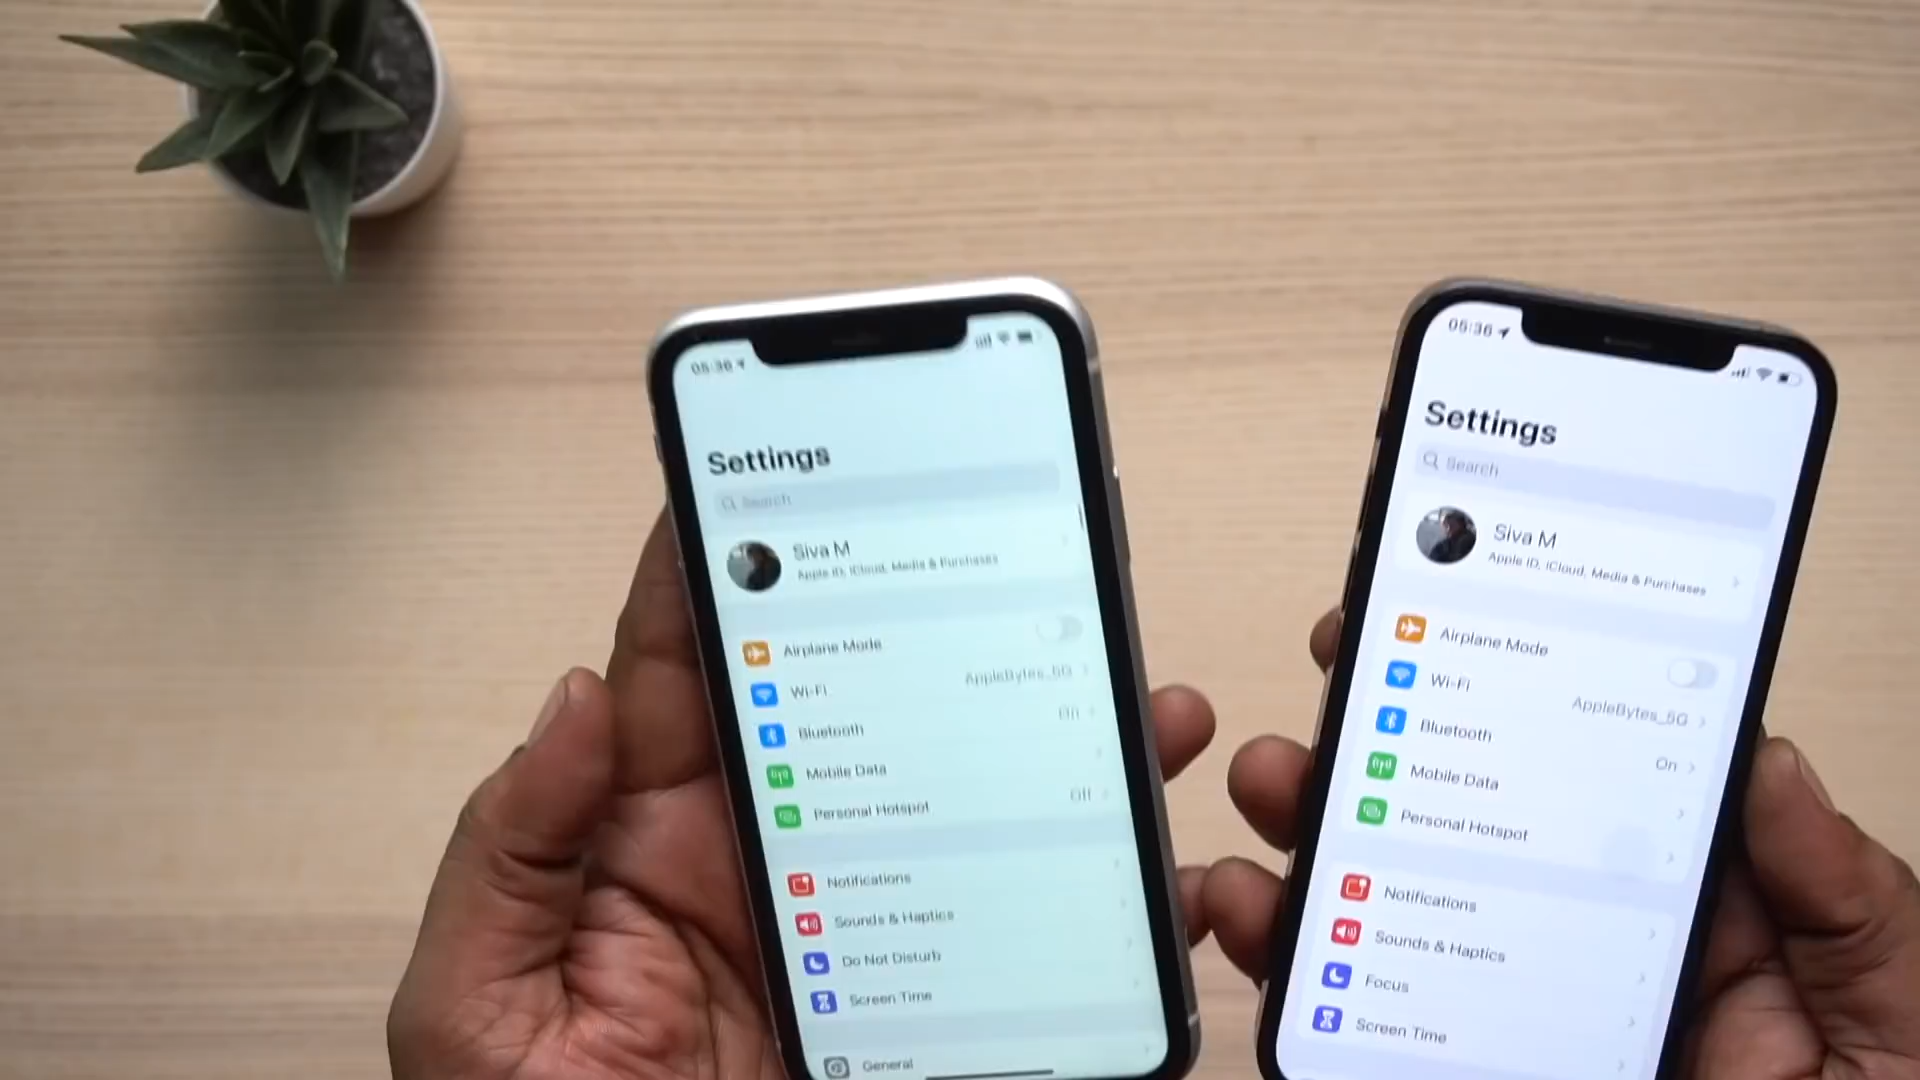 05:36
Settings
Search
Siva M
Apple ID, iCloud, Media & Purchases
Airplane Mode
Wi-Fi
AppleBytes_5G
Bluetooth
On
Mobile Data
Personal Hotspot
Off
Notifications
Sounds & Haptics
Do Not Disturb
Screen Time
General
05:36
Settings
Search
Siva M
Apple ID, iCloud, Media & Purchases
Airplane Mode
Wi-Fi
AppleBytes_5G
Bluetooth
On
Mobile Data
Personal Hotspot
Notifications
Sounds & Haptics
Focus
Screen Time